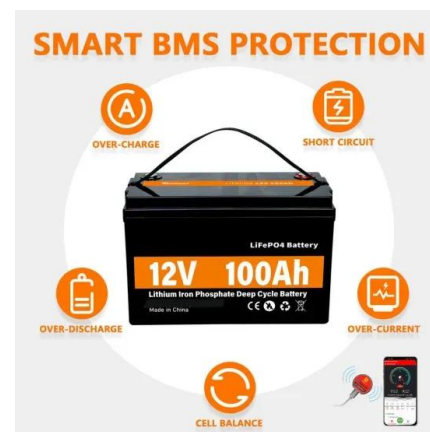 SMART BMS PROTECTION
A
OVER-CHARGE
SHORT CIRCUIT
LiFePO4 Battery
12V 100Ah
Lithium Iron Phosphate Deep Cycle Battery
Made in China
CE
OVER-DISCHARGE
OVER-CURRENT
CELL BALANCE